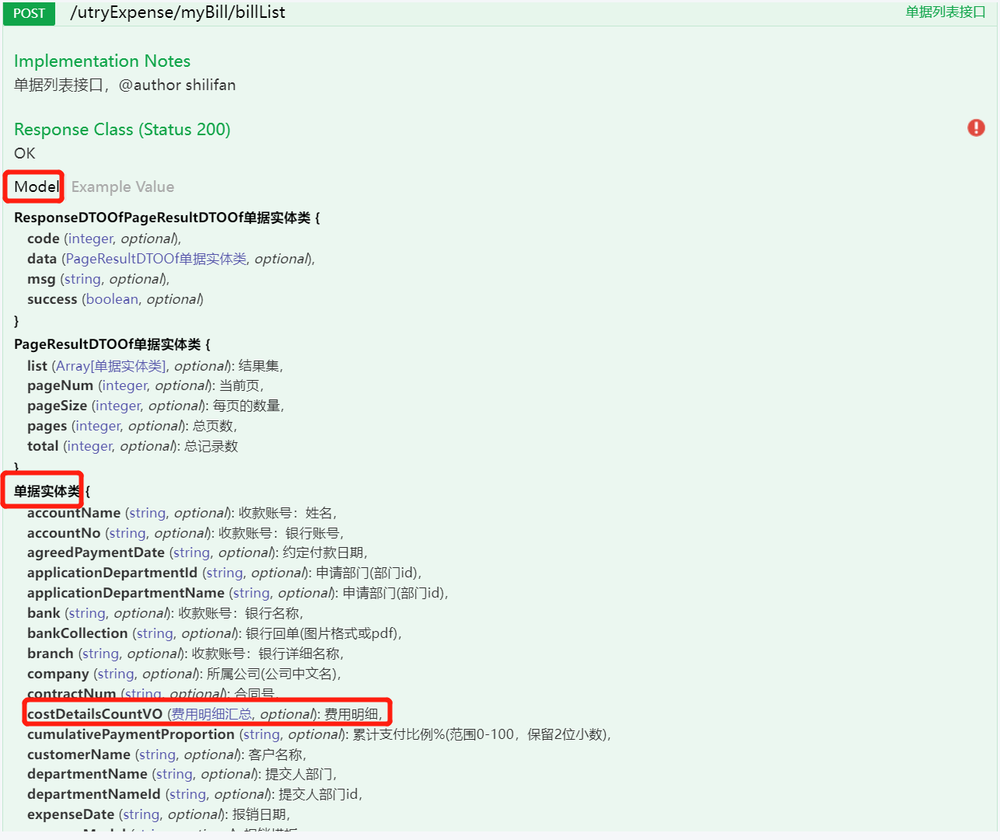 POST /utryExpense/myBill/billList 单据列表接口
Implementation Notes
单据列表接口，@author shilifan
Response Class (Status 200)
OK
Model Example Value
ResponseDTOOfPageResultDTOOf单据实体类 {
code (integer, optional),
data (PageResultDTOOf单据实体类, optional),
msg (string, optional),
success (boolean, optional)
}
PageResultDTOOf单据实体类 {
list (Array[单据实体类], optional): 结果集,
pageNum (integer, optional): 当前页,
pageSize (integer, optional): 每页的数量,
pages (integer, optional): 总页数,
total (integer, optional): 总记录数
}
单据实体类 {
accountName (string, optional): 收款账号：姓名,
accountNo (string, optional): 收款账号：银行账号,
agreedPaymentDate (string, optional): 约定付款日期,
applicationDepartmentId (string, optional): 申请部门(部门id),
applicationDepartmentName (string, optional): 申请部门(部门id),
bank (string, optional): 收款账号：银行名称,
bankCollection (string, optional): 银行回单(图片格式或pdf),
branch (string, optional): 收款账号：银行详细名称,
company (string, optional): 所属公司(公司中文名),
contractNum (string, optional): 合同号,
costDetailsCountVO (费用明细汇总, optional): 费用明细,
cumulativePaymentProportion (string, optional): 累计支付比例%(范围0-100，保留2位小数),
customerName (string, optional): 客户名称,
departmentName (string, optional): 提交人部门,
departmentNameId (string, optional): 提交人部门id,
expenseDate (string, optional): 报销日期,